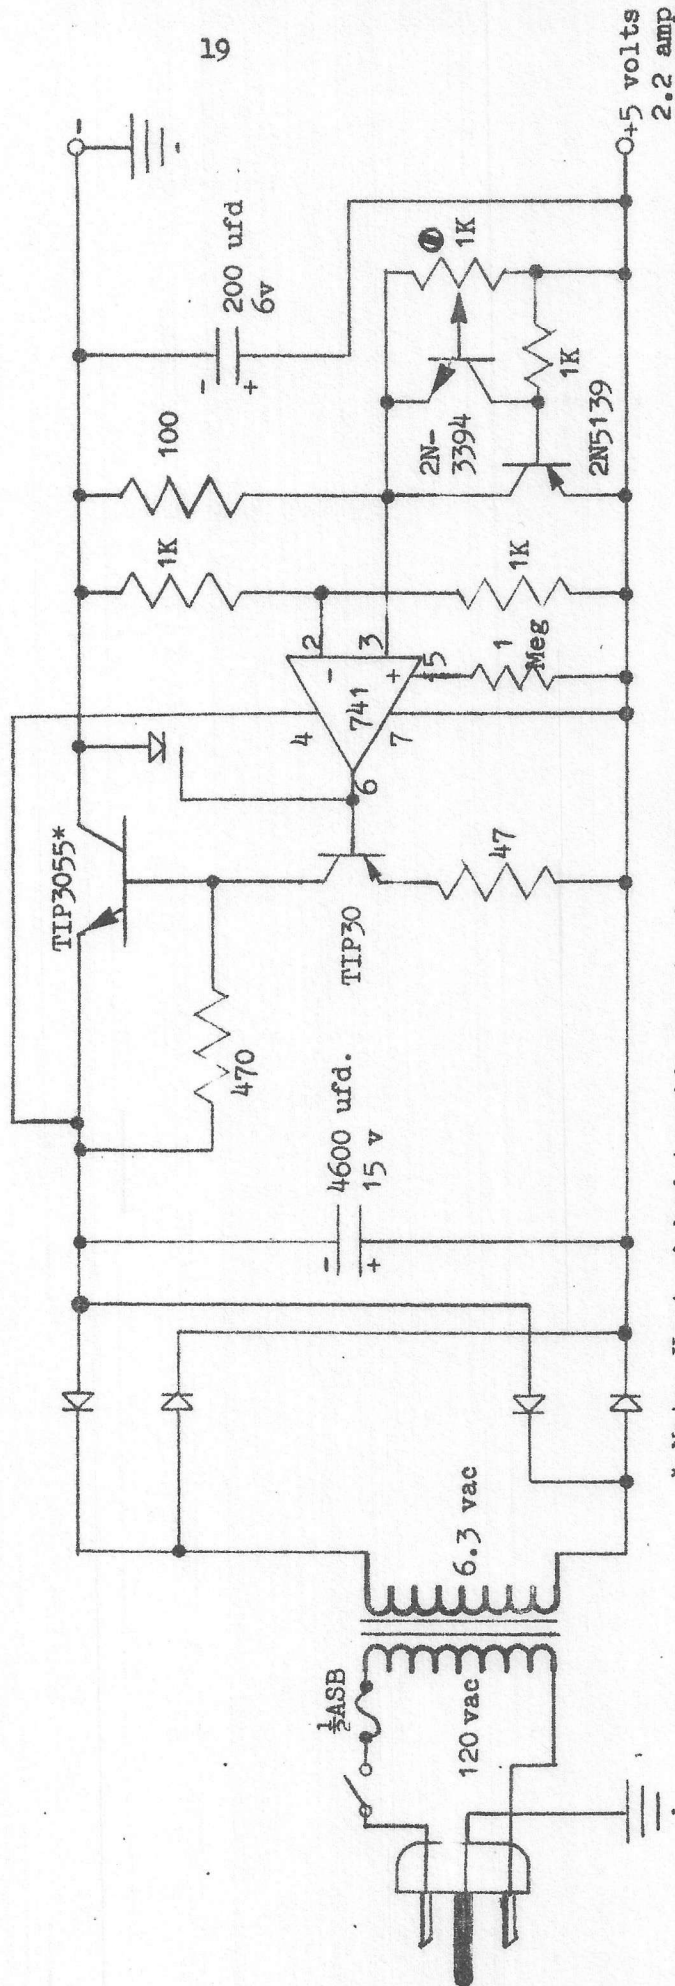 19
-
+5 volts
2.2 amp
-
200 ufd
6v
+
1K
1K
2N-
3394
2N5139
100
1K
1K
1
Meg
2
3
-
+
741
4
5
6
7
TIP3055*
TIP30
47
470
-
4600 ufd.
15 v
+
6.3 vac
½ASB
120 vac